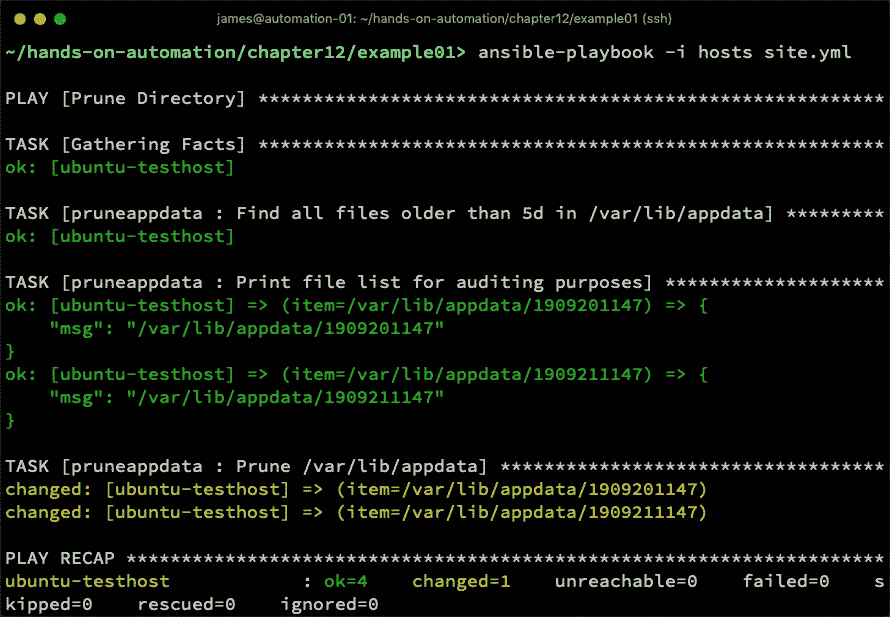 james@automation-01: ~/hands-on-automation/chapter12/example01 (ssh)
~/hands-on-automation/chapter12/example01> ansible-playbook -i hosts site.yml
PLAY [Prune Directory] *********************************************************
TASK [Gathering Facts] *********************************************************
ok: [ubuntu-testhost]
TASK [pruneappdata : Find all files older than 5d in /var/lib/appdata] *********
ok: [ubuntu-testhost]
TASK [pruneappdata : Print file list for auditing purposes] ********************
ok: [ubuntu-testhost] => (item=/var/lib/appdata/1909201147) => {
    "msg": "/var/lib/appdata/1909201147"
}
ok: [ubuntu-testhost] => (item=/var/lib/appdata/1909211147) => {
    "msg": "/var/lib/appdata/1909211147"
}
TASK [pruneappdata : Prune /var/lib/appdata] ***********************************
changed: [ubuntu-testhost] => (item=/var/lib/appdata/1909201147)
changed: [ubuntu-testhost] => (item=/var/lib/appdata/1909211147)
PLAY RECAP *********************************************************************
ubuntu-testhost            : ok=4    changed=1    unreachable=0    failed=0    s
kipped=0    rescued=0    ignored=0